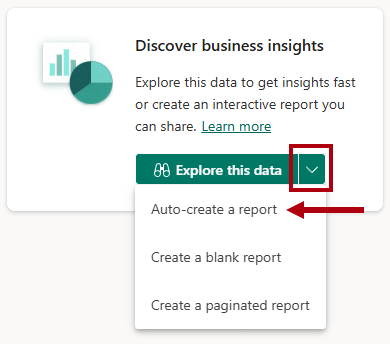 Discover business insights
Explore this data to get insights fast
or create an interactive report you
can share. Learn more
Explore this data
Auto-create a report
Create a blank report
Create a paginated report